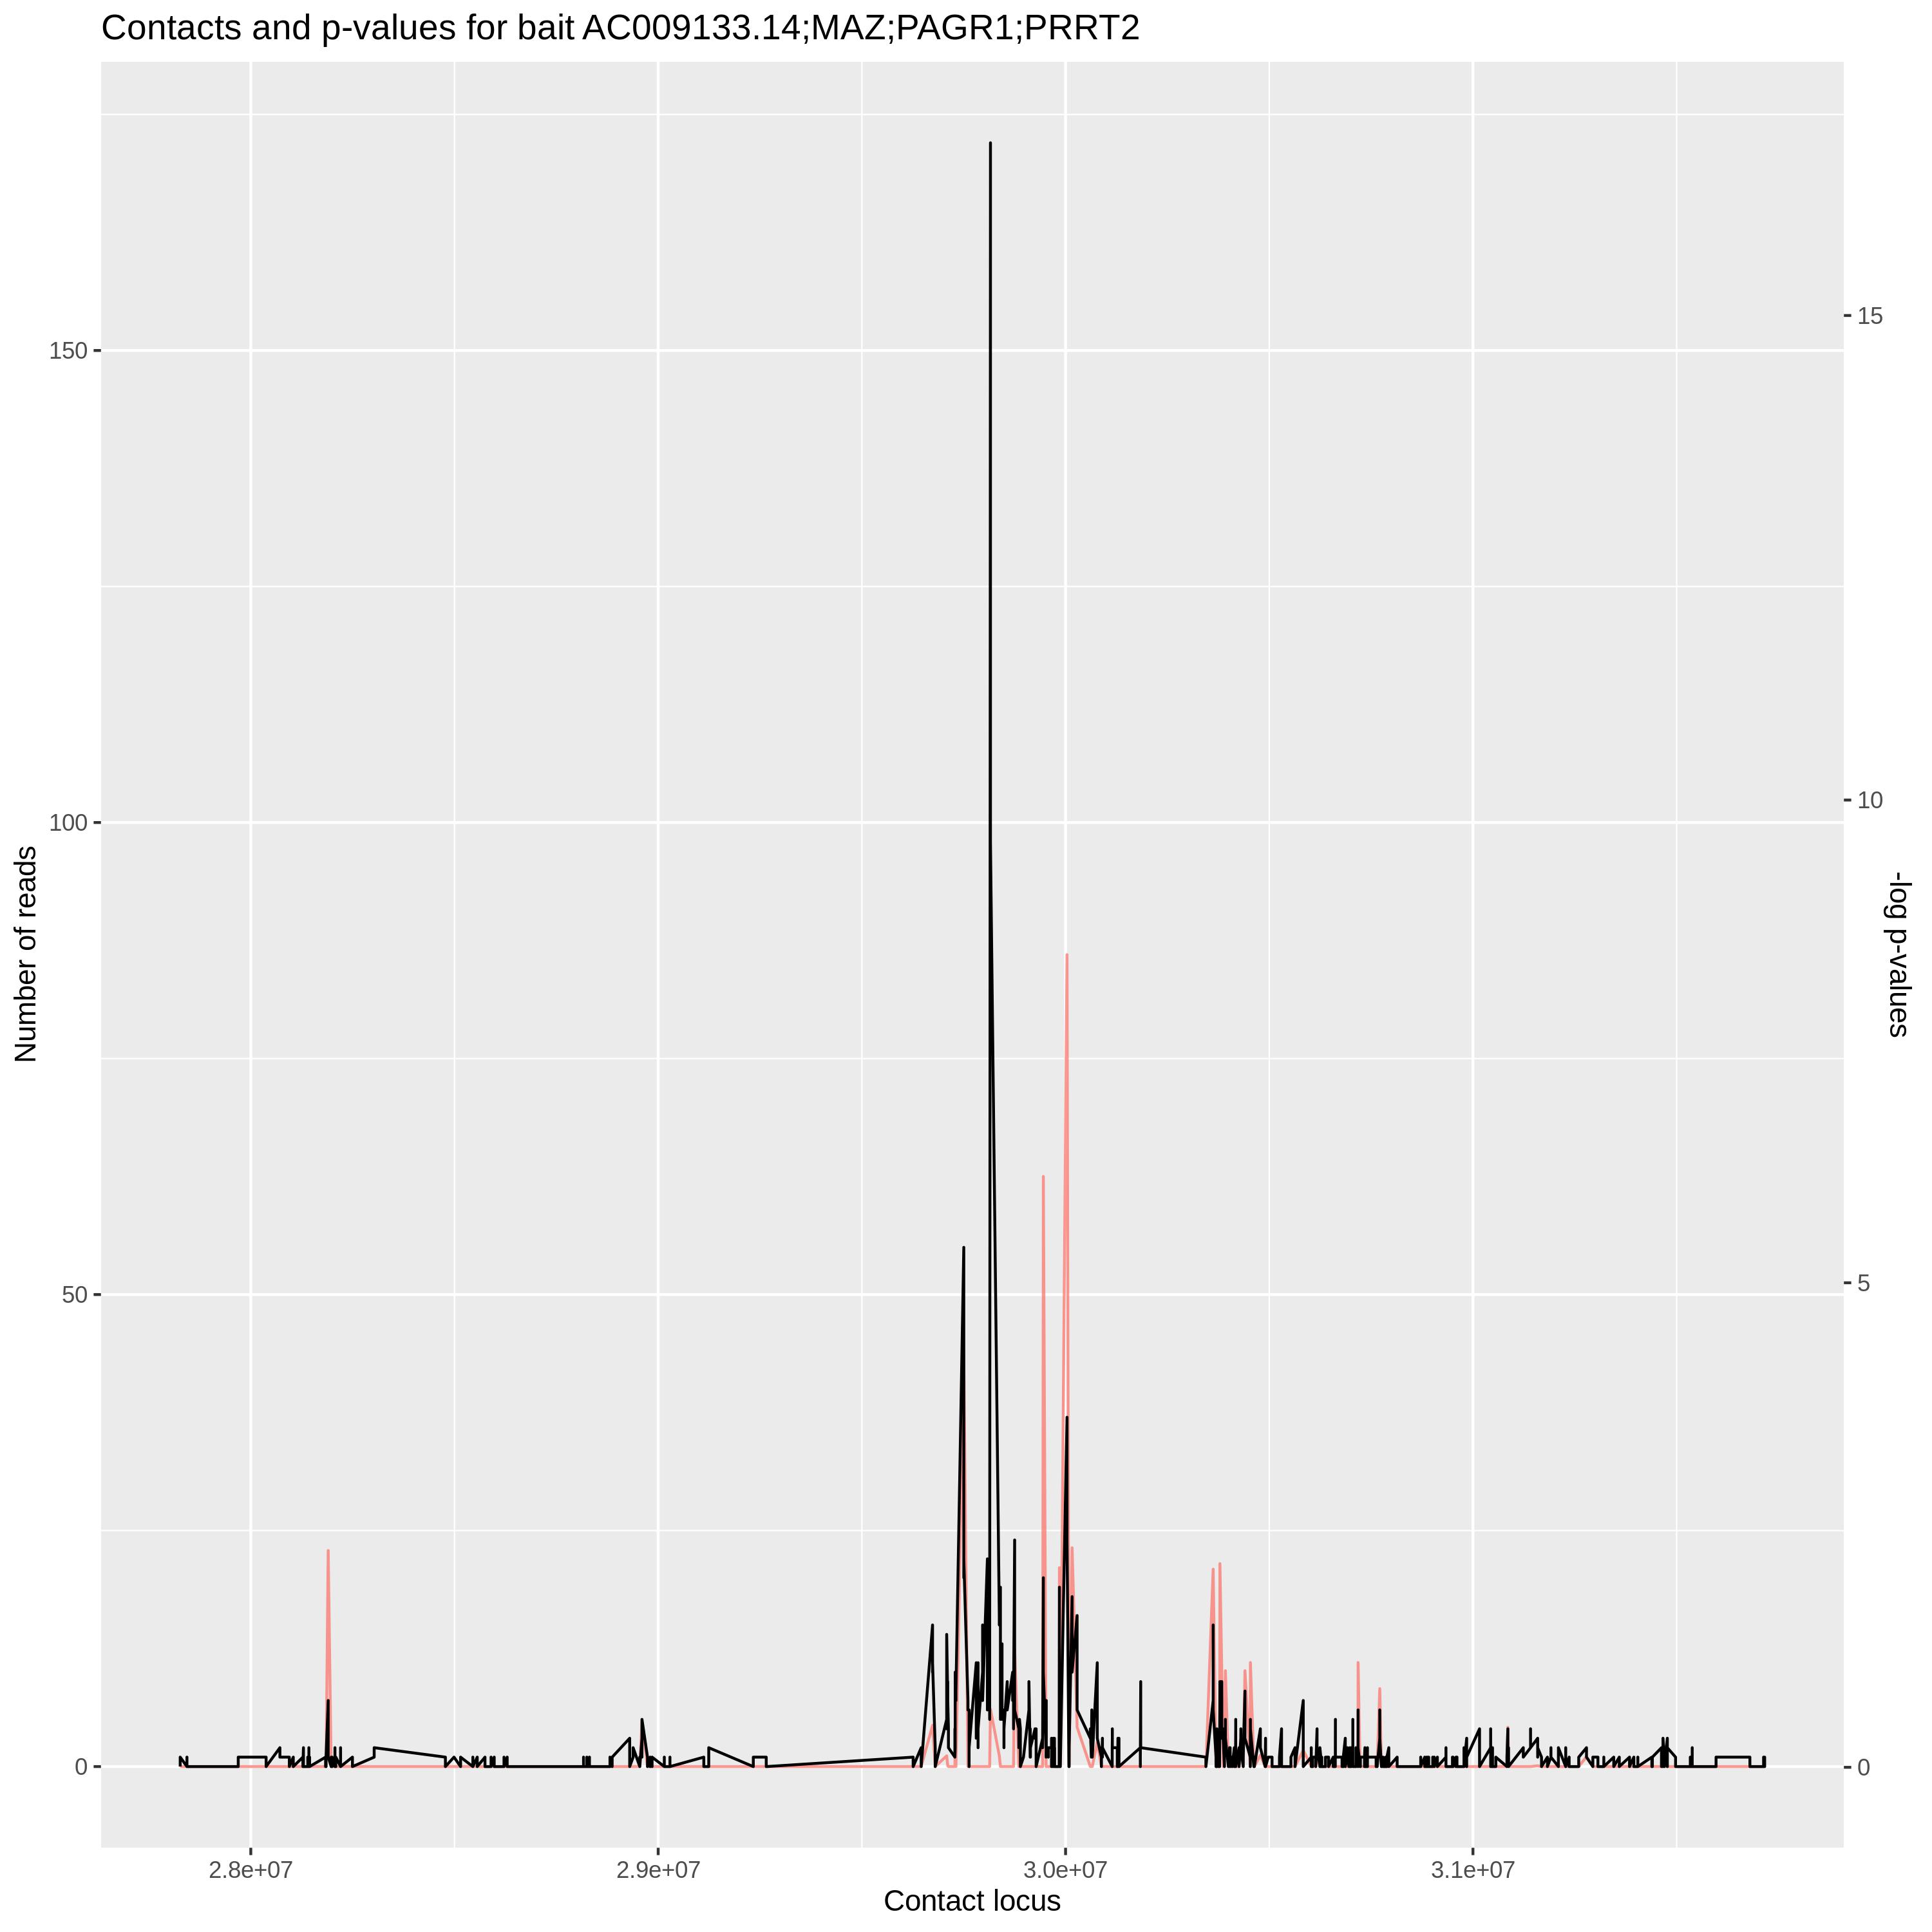 Contacts and p-values for bait AC009133.14;MAZ;PAGR1;PRRT2
Number of reads
150
100
50
0
15
10
5
0
-log p-values
2.8e+07 2.9e+07 3.0e+07 3.1e+07
Contact locus